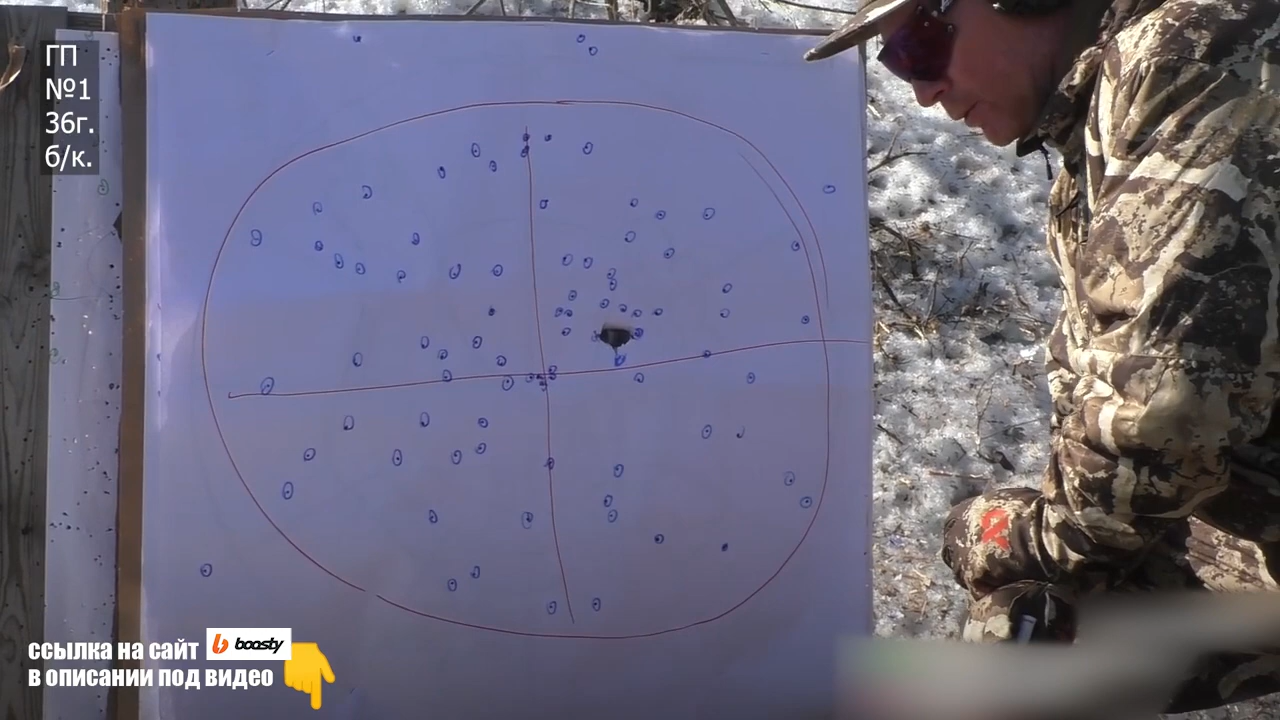 ГП
№1
36г.
б/к.
ссылка на сайт boosty
в описании под видео